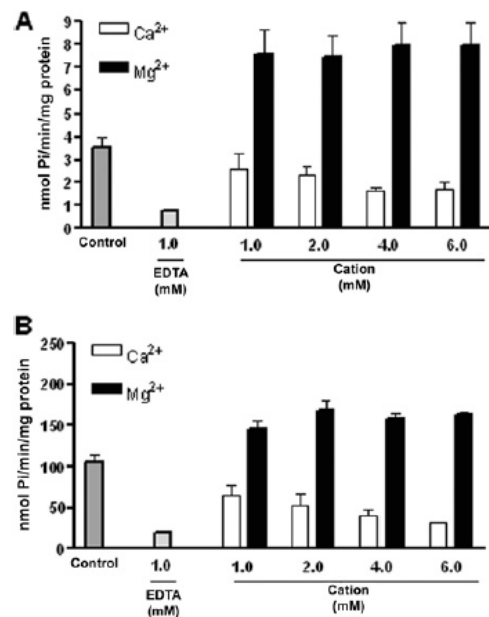 A
nmol Pi/min/mg protein
9
8
7
6
5
4
3
2
1
0
Ca²⁺
Mg²⁺
Control 1.0 1.0 2.0 4.0 6.0
EDTA Cation
(mM) (mM)
B
nmol Pi/min/mg protein
250
200
150
100
50
0
Ca²⁺
Mg²⁺
Control 1.0 1.0 2.0 4.0 6.0
EDTA Cation
(mM) (mM)